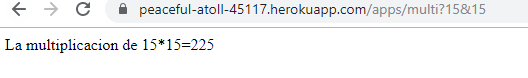 peaceful-atoll-45117.herokuapp.com/apps/multi?15&15
La multiplicacion de 15*15=225